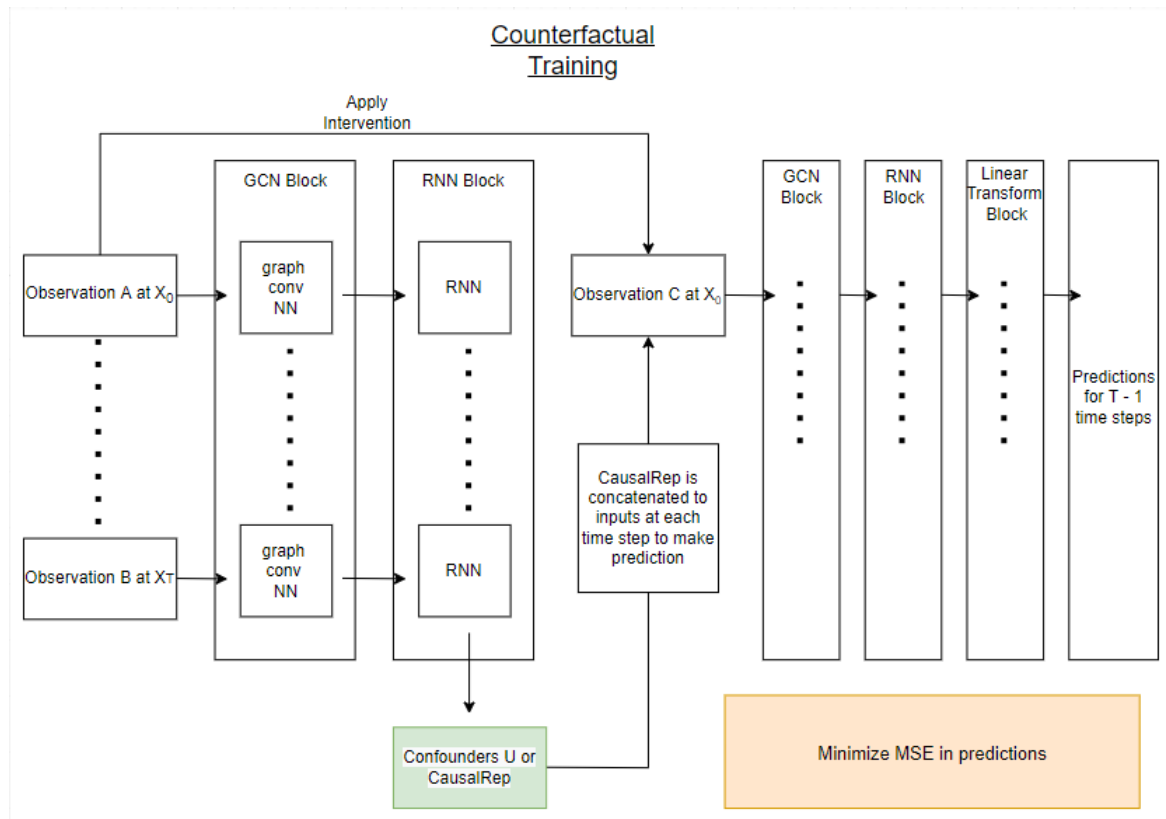 Counterfactual
Training
Apply
Intervention
GCN Block
RNN Block
GCN
Block
RNN
Block
Linear
Transform
Block
Observation A at X₀
graph
conv
NN
RNN
Observation C at X₀
Predictions
for T - 1
time steps
CausalRep is
concatenated to
inputs at each
time step to make
prediction
Observation B at XT
graph
conv
NN
RNN
Confounders U or
CausalRep
Minimize MSE in predictions